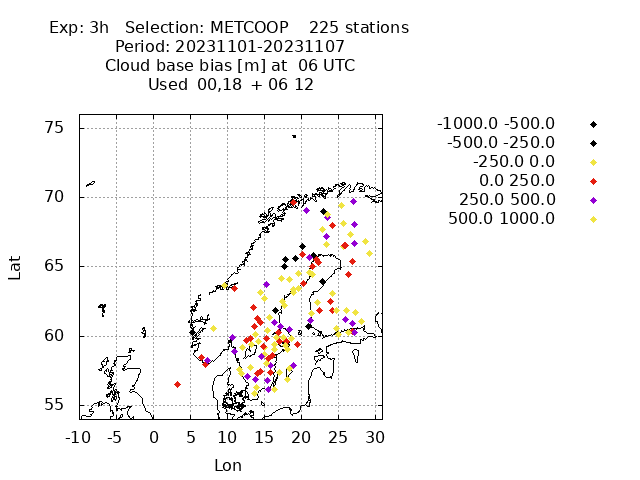 Exp: 3h   Selection: METCOOP    225 stations
Period: 20231101-20231107
Cloud base bias [m] at  06 UTC
Used  00,18  + 06 12
-1000.0 -500.0
-500.0 -250.0
-250.0 0.0
0.0 250.0
250.0 500.0
500.0 1000.0
75
70
65
60
55
Lat
-10 -5 0 5 10 15 20 25 30
Lon